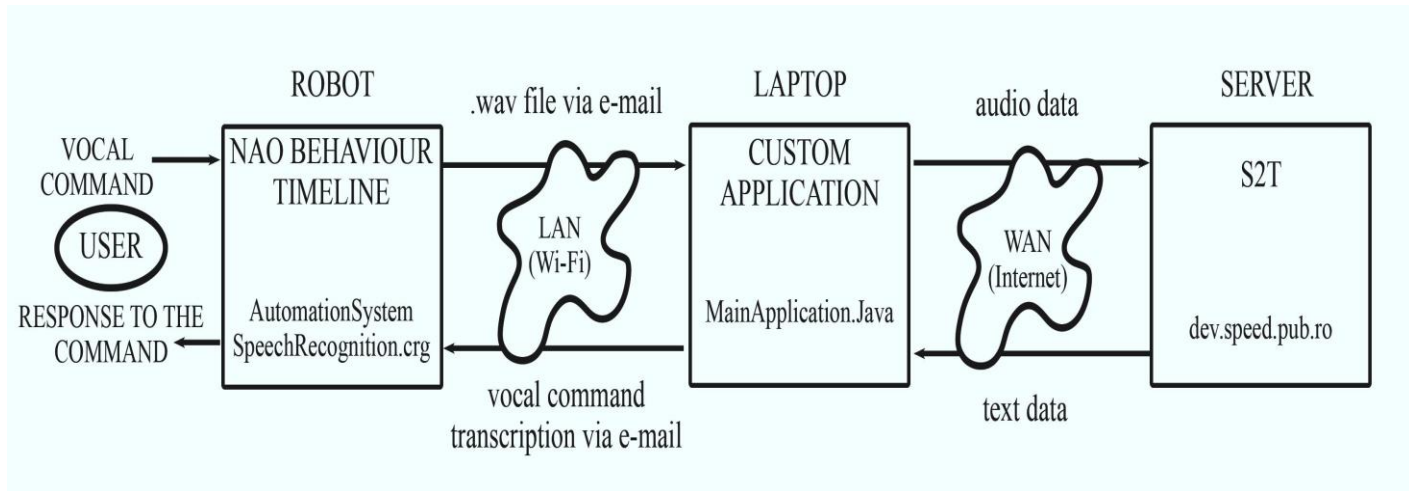 ROBOT
.wav file via e-mail
LAPTOP
audio data
SERVER
VOCAL
COMMAND
USER
RESPONSE TO THE
COMMAND
NAO BEHAVIOUR
TIMELINE
AutomationSystem
SpeechRecognition.crg
LAN
(Wi-Fi)
vocal command
transcription via e-mail
CUSTOM
APPLICATION
MainApplication.Java
WAN
(Internet)
text data
S2T
dev.speed.pub.ro